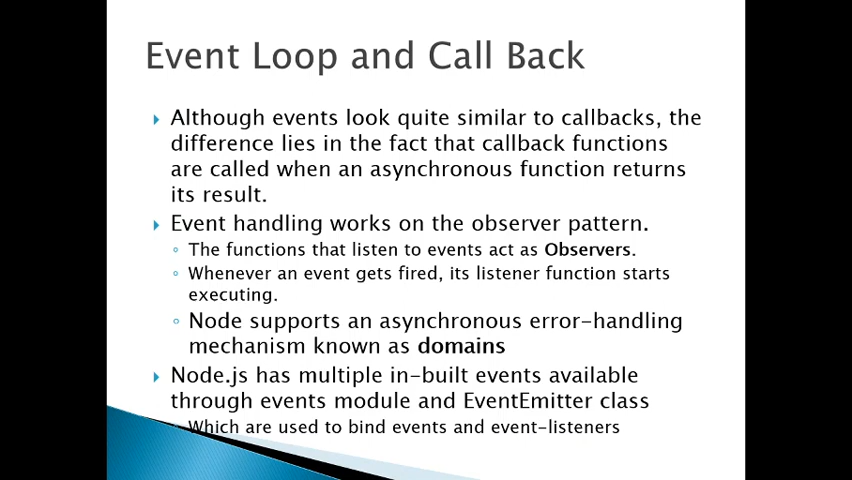 Event Loop and Call Back
Although events look quite similar to callbacks, the
difference lies in the fact that callback functions
are called when an asynchronous function returns
its result.
Event handling works on the observer pattern.
The functions that listen to events act as Observers.
Whenever an event gets fired, its listener function starts
executing.
Node supports an asynchronous error-handling
mechanism known as domains
Node.js has multiple in-built events available
through events module and EventEmitter class
Which are used to bind events and event-listeners